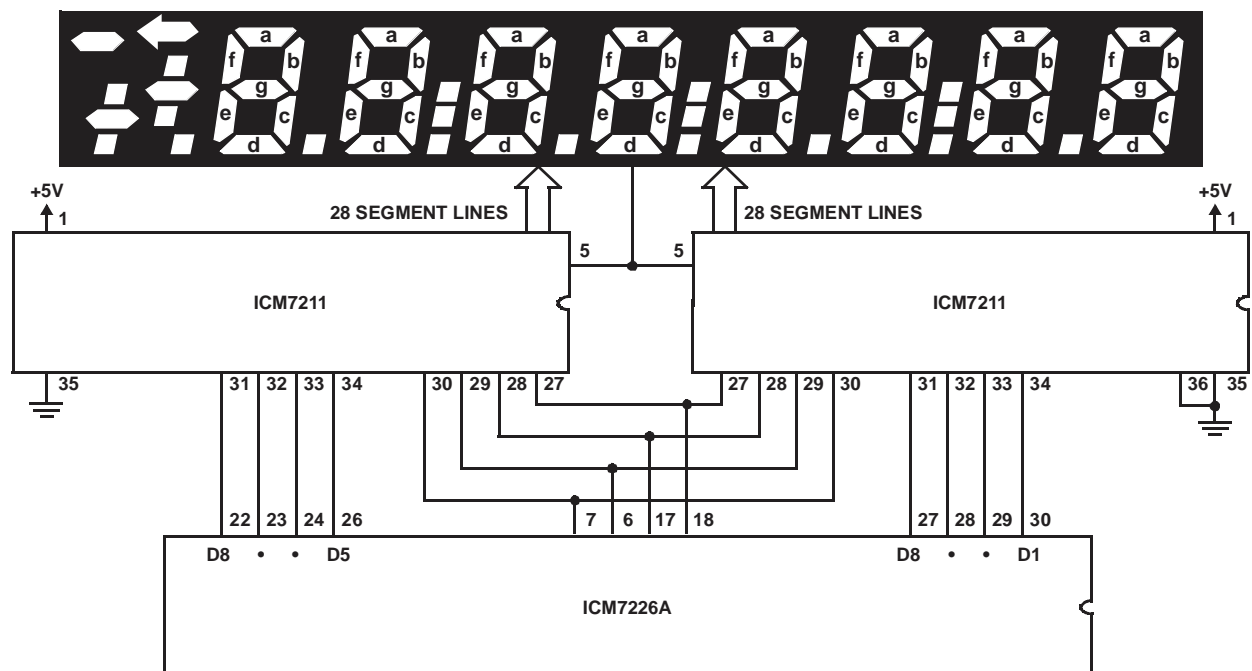 a a a a a a a a
f b f b f b f b f b f b f b f b
g g g g g g g g
e c e c e c e c e c e c e c e c
d d d d d d d d
+5V +5V
1 28 SEGMENT LINES 28 SEGMENT LINES 1
5 5
ICM7211 ICM7211
35 31 32 33 34 30 29 28 27 27 28 29 30 31 32 33 34 36 35
22 23 24 26 7 6 17 18 27 28 29 30
D8 • • D5 D8 • • D1
ICM7226A